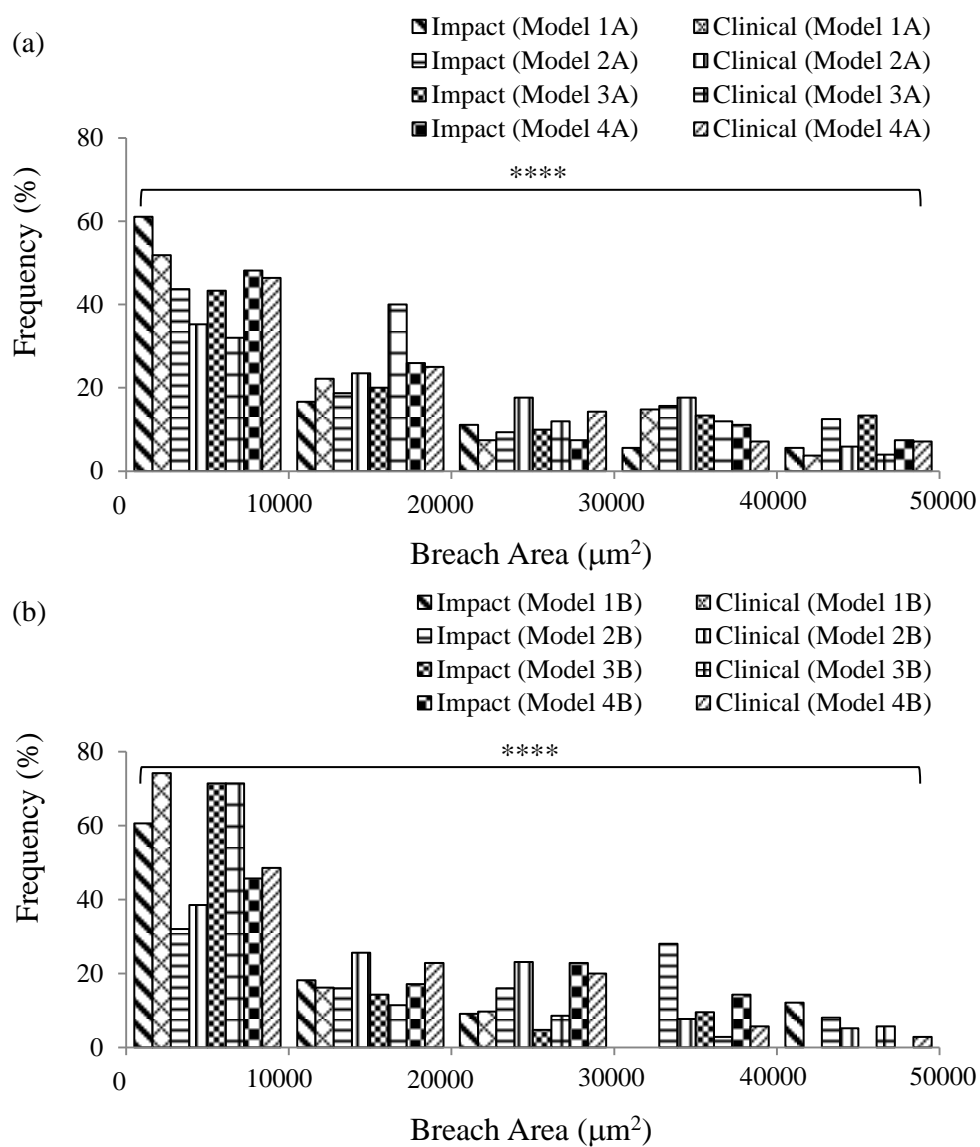 (a)
Impact (Model 1A) Clinical (Model 1A)
Impact (Model 2A) Clinical (Model 2A)
Impact (Model 3A) Clinical (Model 3A)
Impact (Model 4A) Clinical (Model 4A)
80
60
40
20
0
Frequency (%)
****
0 10000 20000 30000 40000 50000
Breach Area (μm²)
(b)
Impact (Model 1B) Clinical (Model 1B)
Impact (Model 2B) Clinical (Model 2B)
Impact (Model 3B) Clinical (Model 3B)
Impact (Model 4B) Clinical (Model 4B)
80
60
40
20
0
Frequency (%)
****
0 10000 20000 30000 40000 50000
Breach Area (μm²)